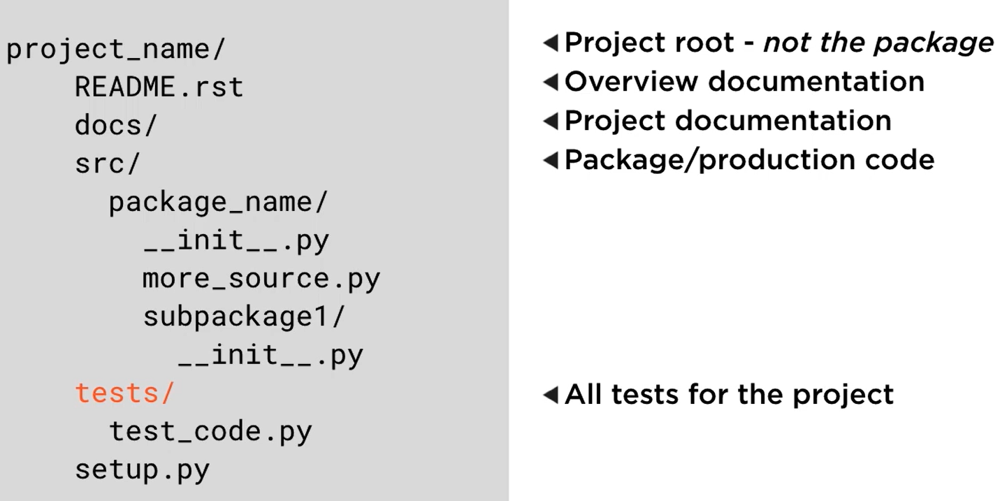 project_name/
README.rst
docs/
src/
package_name/
__init__.py
more_source.py
subpackage1/
__init__.py
tests/
test_code.py
setup.py
Project root - not the package
Overview documentation
Project documentation
Package/production code
All tests for the project